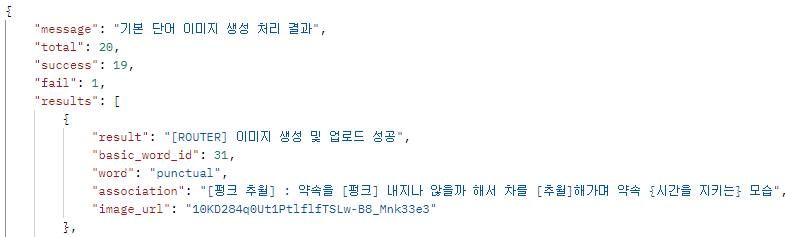 {
"message": "기본 단어 이미지 생성 처리 결과",
"total": 20,
"success": 19,
"fail": 1,
"results": [
{
"result": "[ROUTER] 이미지 생성 및 업로드 성공",
"basic_word_id": 31,
"word": "punctual",
"association": "[펑크 추월] : 약속을 [펑크] 내지나 않을까 해서 차를 [추월]해가며 약속 {시간을 지키는} 모습",
"image_url": "10KD284q0Ut1PtlflfTSLw-B8_Mnk33e3"
},